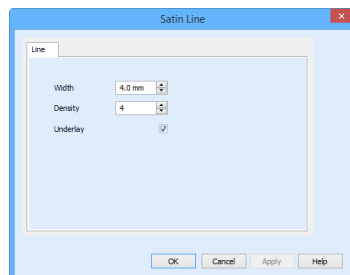 Satin Line
Line
Width 4.0 mm
Density 4
Underlay
OK Cancel Apply Help